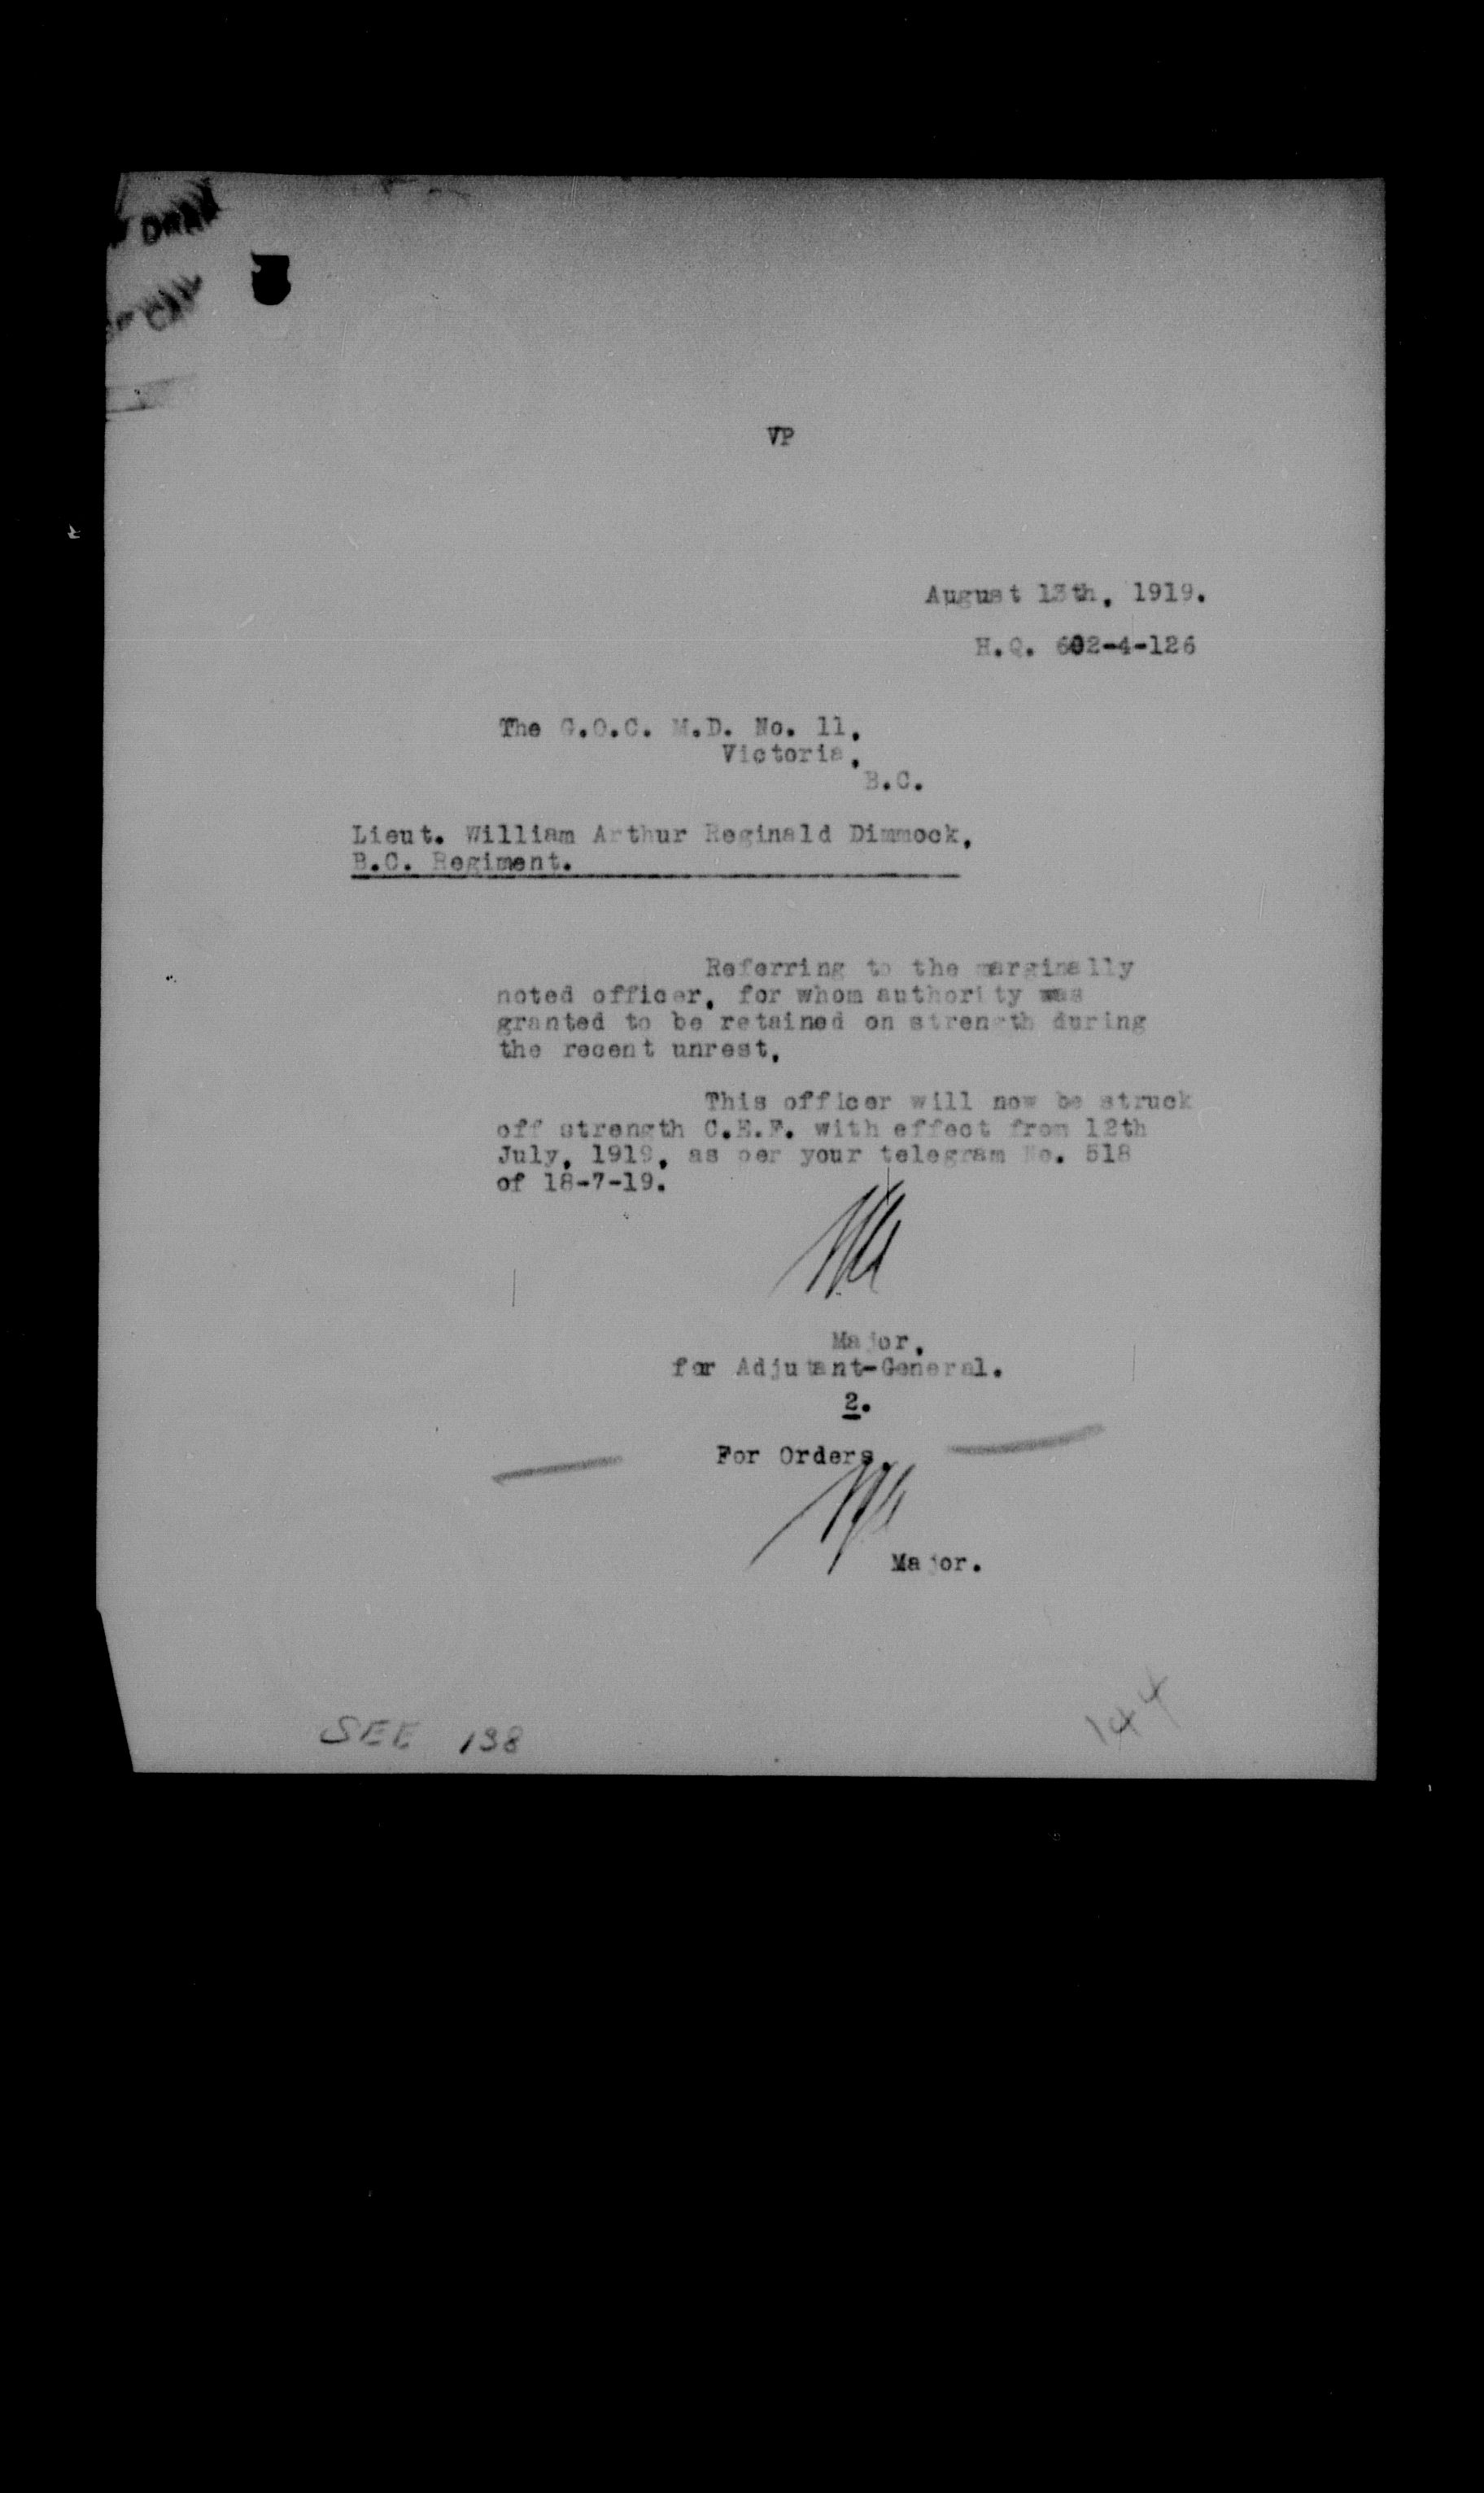 VP
August 13th, 1919.
H.Q. 602-4-126
The G.O.C. M.D. No. 11,
Victoria,
B.C.
Lieut. William Arthur Reginald Dimmock,
B.C. Regiment.
Referring to the marginally
noted officer, for whom authority was
granted to be retained on strength during
the recent unrest.
This officer will now be struck
off strength C.E.F. with effect from 12th
July, 1919, as per your telegram No. 518
of 18-7-19.
Major,
for Adjutant-General.
2.
For Orders.
Major.
SEE 138
144